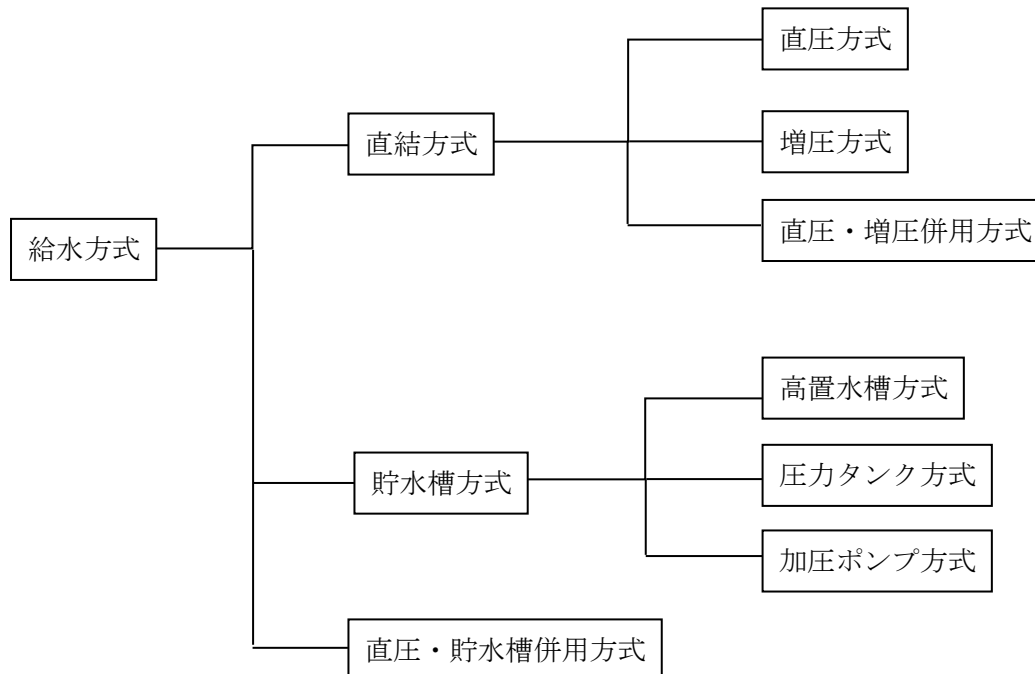 給水方式
直結方式
直圧方式
増圧方式
直圧・増圧併用方式
貯水槽方式
高置水槽方式
圧力タンク方式
加圧ポンプ方式
直圧・貯水槽併用方式